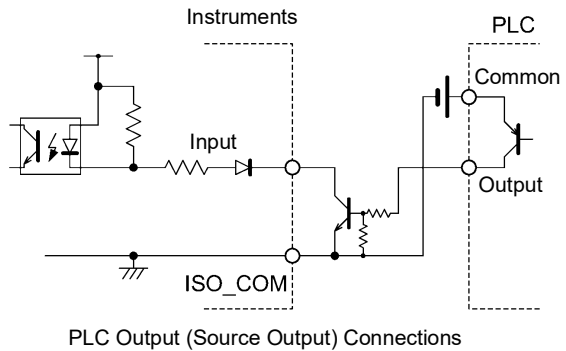 Instruments
PLC
Common
Input
Output
ISO_COM
PLC Output (Source Output) Connections